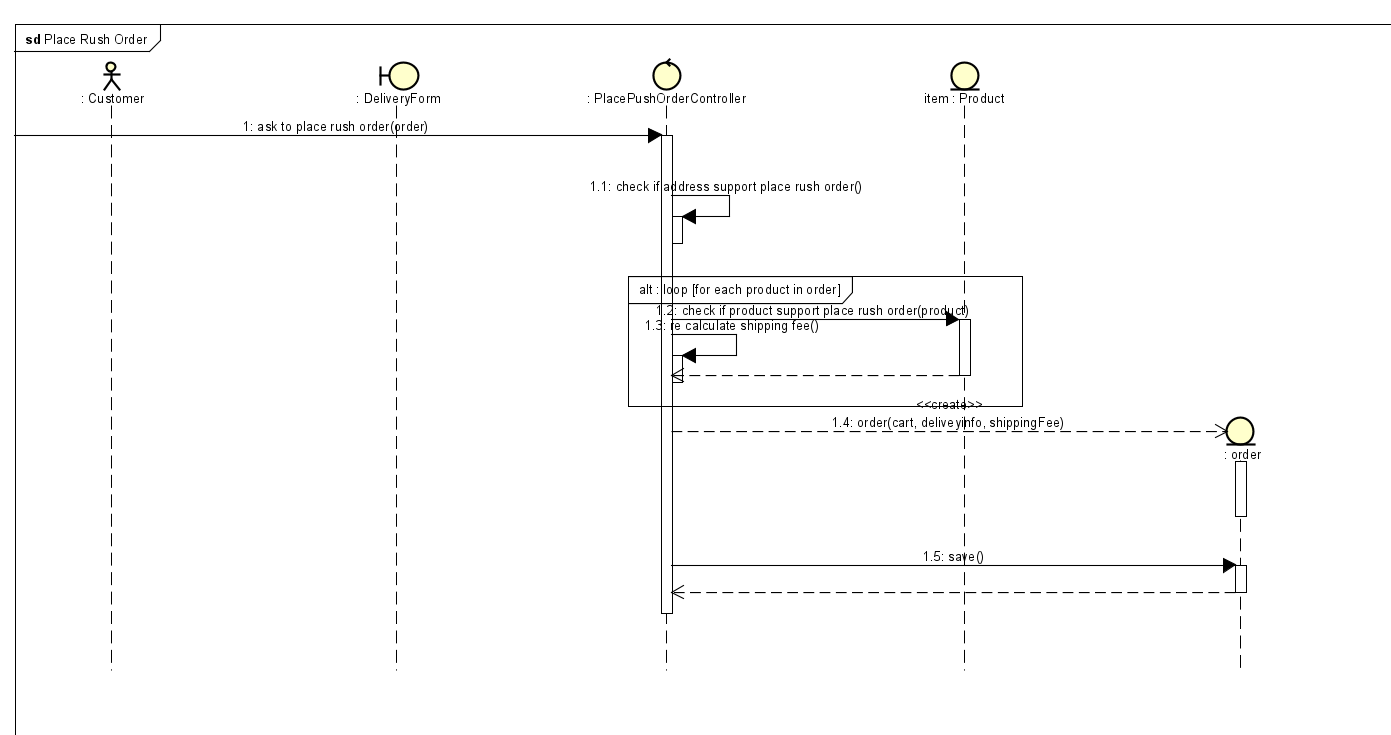 sd Place Rush Order
: Customer
: DeliveryForm
: PlacePushOrderController
item : Product
1: ask to place rush order(order)
1.1: check if address support place rush order()
alt : loop [for each product in order]
1.2: check if product support place rush order(product)
1.3: re calculate shipping fee()
<<create>>
1.4: order(cart, deliveyinfo, shippingFee)
: order
1.5: save()